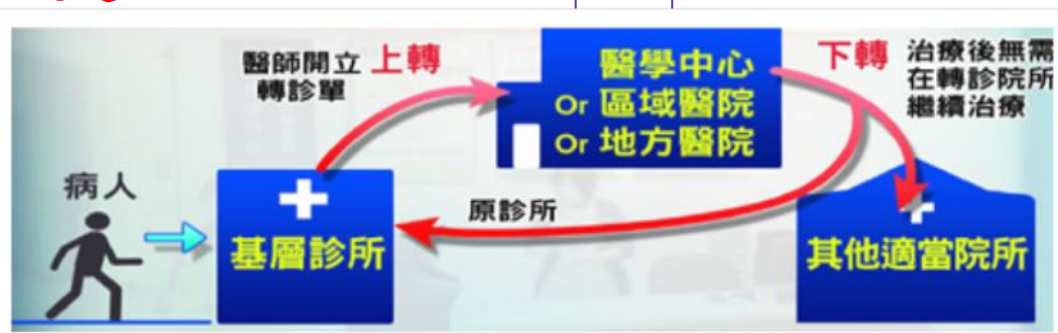 醫師開立 上轉
轉診單
醫學中心
Or 區域醫院
Or 地方醫院
下轉 治療後無需
在轉診院所
繼續治療
病人
基層診所
原診所
其他適當院所